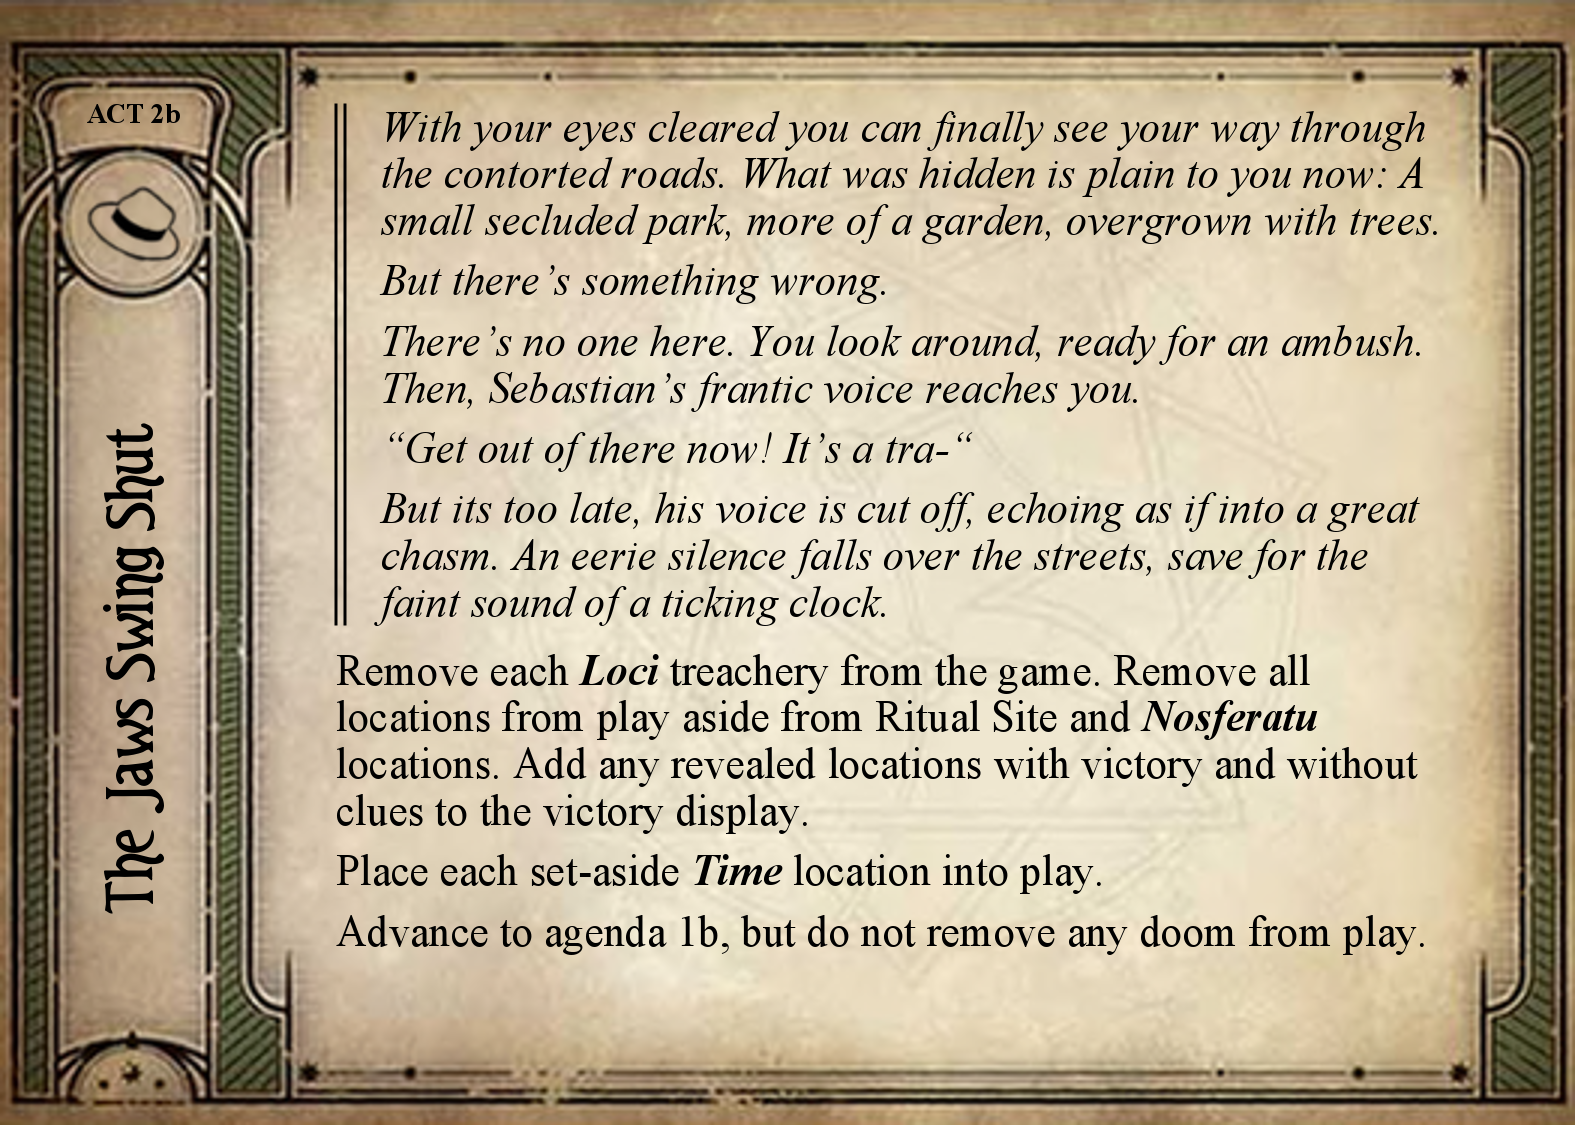 ACT 2b
The Jaws Swing Shut
With your eyes cleared you can finally see your way through
the contorted roads. What was hidden is plain to you now: A
small secluded park, more of a garden, overgrown with trees.
But there’s something wrong.
There’s no one here. You look around, ready for an ambush.
Then, Sebastian’s frantic voice reaches you.
“Get out of there now! It’s a tra-“
But its too late, his voice is cut off, echoing as if into a great
chasm. An eerie silence falls over the streets, save for the
faint sound of a ticking clock.
Remove each Loci treachery from the game. Remove all
locations from play aside from Ritual Site and Nosferatu
locations. Add any revealed locations with victory and without
clues to the victory display.
Place each set-aside Time location into play.
Advance to agenda 1b, but do not remove any doom from play.